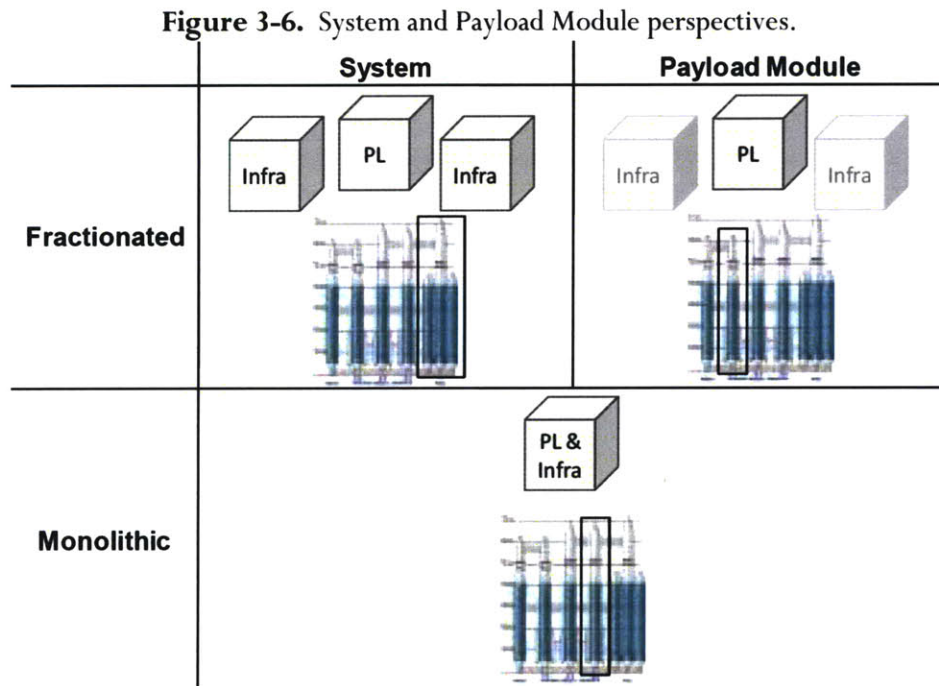 Figure 3-6. System and Payload Module perspectives.
System
Payload Module
Fractionated
Infra
PL
Infra
Infra
PL
Infra
Monolithic
PL &
Infra